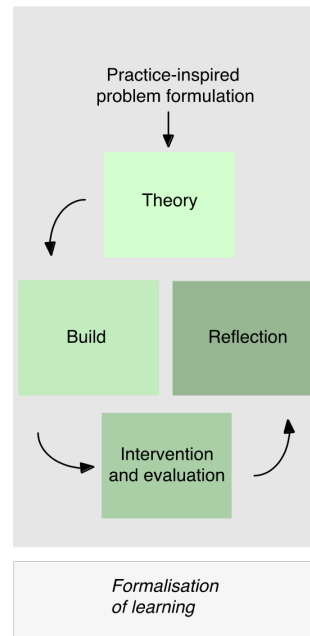 Practice-inspired
problem formulation
Theory
Build
Reflection
Intervention
and evaluation
Formalisation
of learning